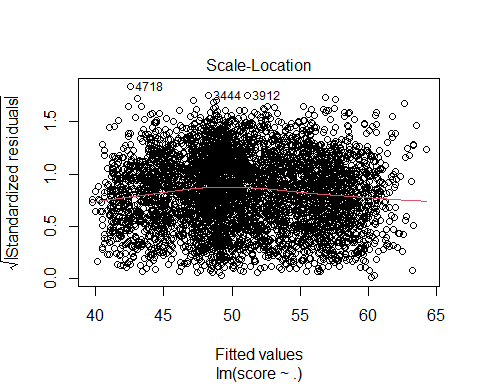 Scale-Location
√|Standardized residuals|
0.0 0.5 1.0 1.5
4718
3444
3912
40 45 50 55 60 65
Fitted values
lm(score ~ .)